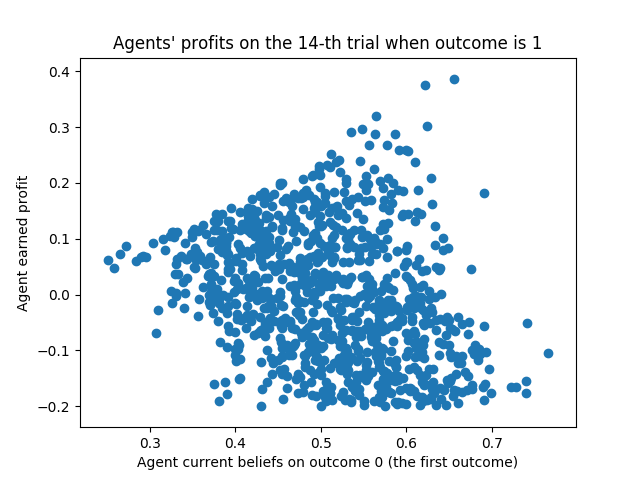 Agents' profits on the 14-th trial when outcome is 1
0.4
0.3
0.2
0.1
0.0
−0.1
−0.2
Agent earned profit
0.3 0.4 0.5 0.6 0.7
Agent current beliefs on outcome 0 (the first outcome)